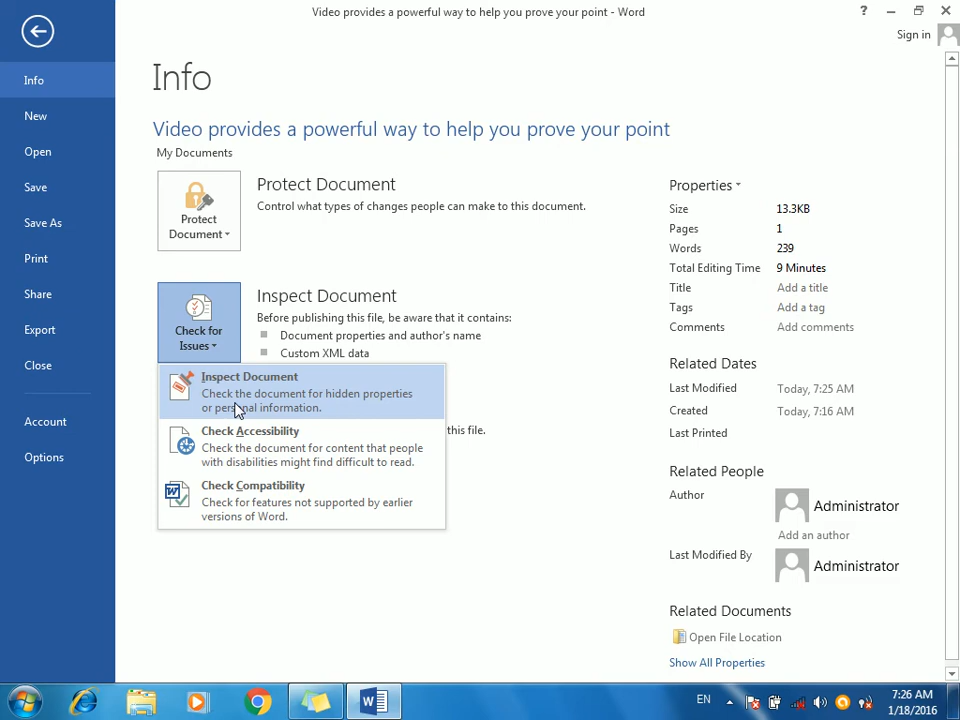 Video provides a powerful way to help you prove your point - Word
?
Sign in
Info
New
Open
Save
Save As
Print
Share
Export
Close
Account
Options
Info
Video provides a powerful way to help you prove your point
My Documents
Protect Document
Protect Document
Control what types of changes people can make to this document.
Check for Issues
Inspect Document
Before publishing this file, be aware that it contains:
Document properties and author's name
Custom XML data
Inspect Document
Check the document for hidden properties
or personal information.
Check Accessibility
Check the document for content that people
with disabilities might find difficult to read.
Check Compatibility
Check for features not supported by earlier
versions of Word.
this file.
Properties
Size 13.3KB
Pages 1
Words 239
Total Editing Time 9 Minutes
Title Add a title
Tags Add a tag
Comments Add comments
Related Dates
Last Modified Today, 7:25 AM
Created Today, 7:16 AM
Last Printed
Related People
Author Administrator
Add an author
Last Modified By Administrator
Related Documents
Open File Location
Show All Properties
EN
7:26 AM
1/18/2016